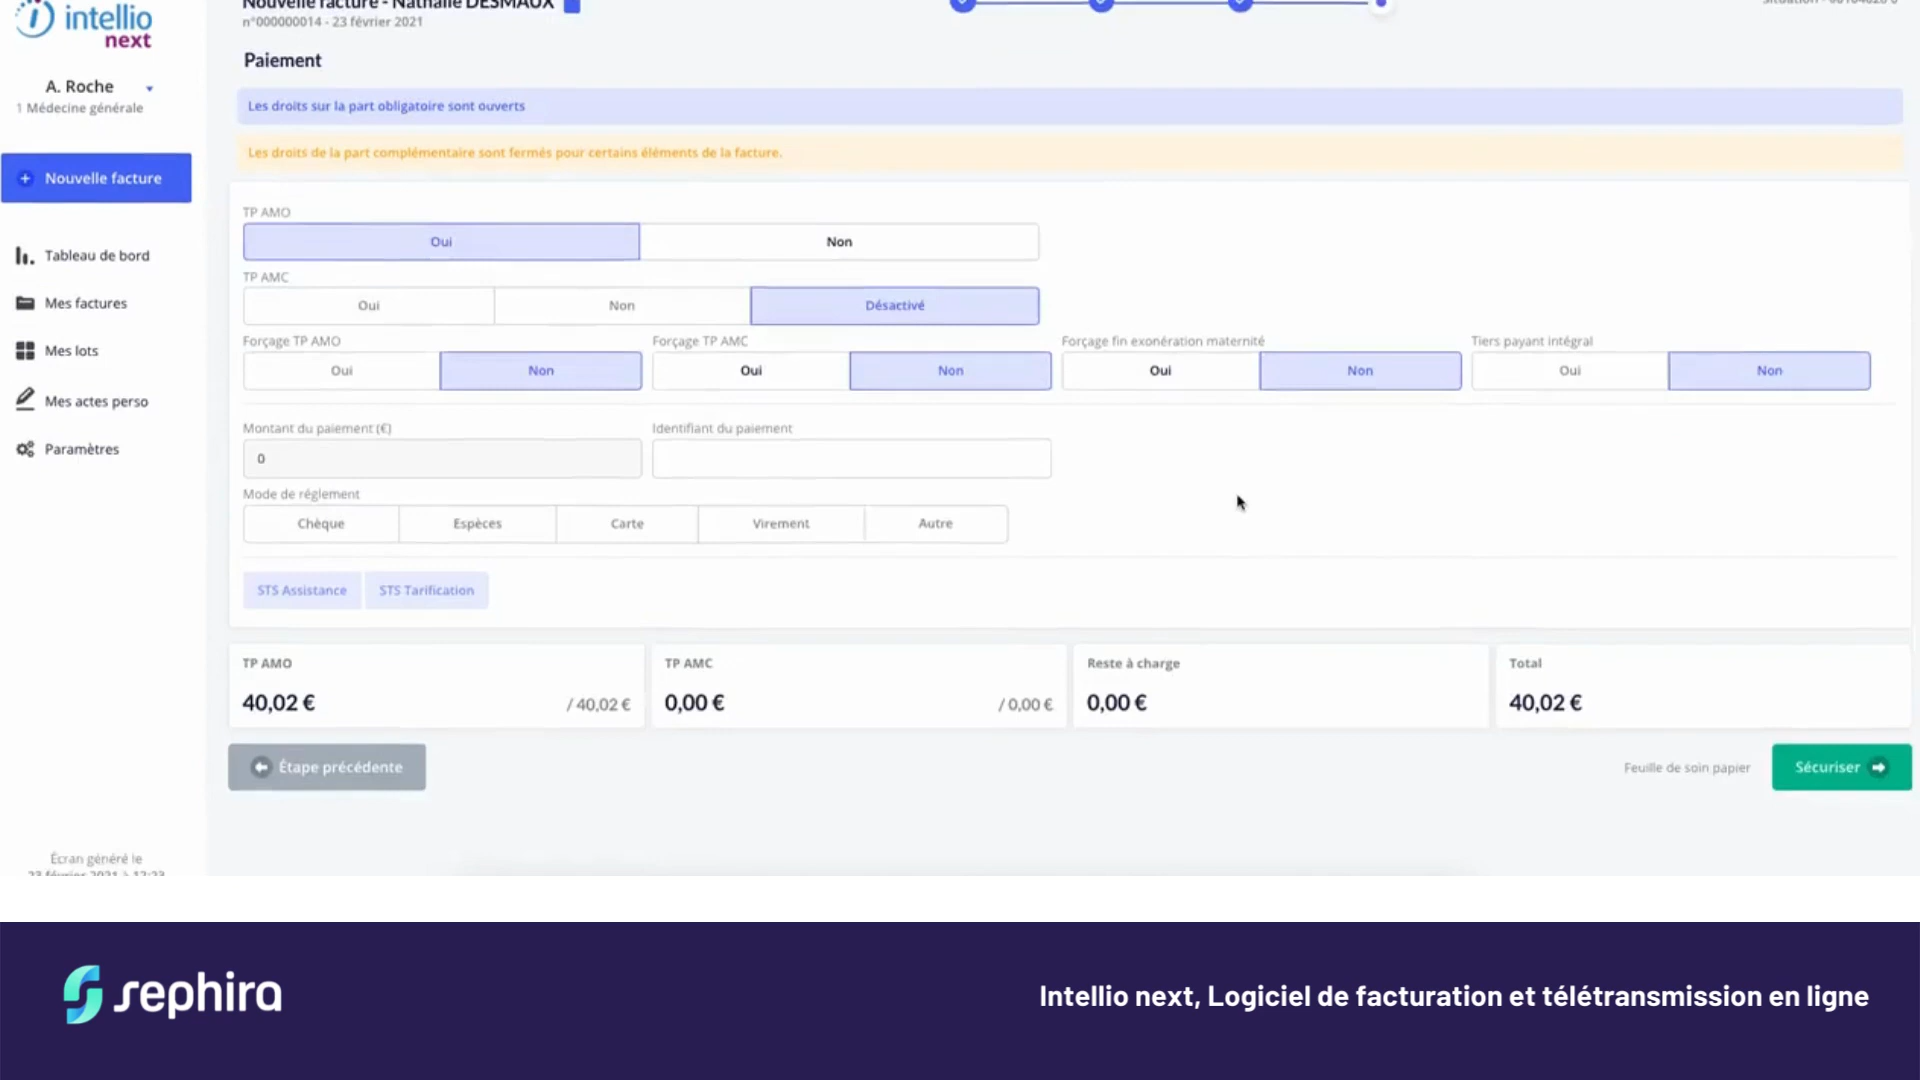 intellio
next
A. Roche
1 Médecine générale
Nouvelle facture
Tableau de bord
Mes factures
Mes lots
Mes actes perso
Paramètres
Écran généré le
23 février 2021 à 12:23
Nouvelle facture - Nathalie DESMAUX
n°000000014 - 23 février 2021
Paiement
Les droits sur la part obligatoire sont ouverts
Les droits de la part complémentaire sont fermés pour certains éléments de la facture.
TP AMO
Oui Non
TP AMC
Oui Non Désactivé
Forçage TP AMO Forçage TP AMC Forçage fin exonération maternité Tiers payant intégral
Oui Non Oui Non Oui Non Oui Non
Montant du paiement (€) Identifiant du paiement
0
Mode de réglement
Chèque Espèces Carte Virement Autre
STS Assistance STS Tarification
TP AMO TP AMC Reste à charge Total
40,02 € / 40,02 € 0,00 € / 0,00 € 0,00 € 40,02 €
Étape précédente Feuille de soin papier Sécuriser
sephira
Intellio next, Logiciel de facturation et télétransmission en ligne